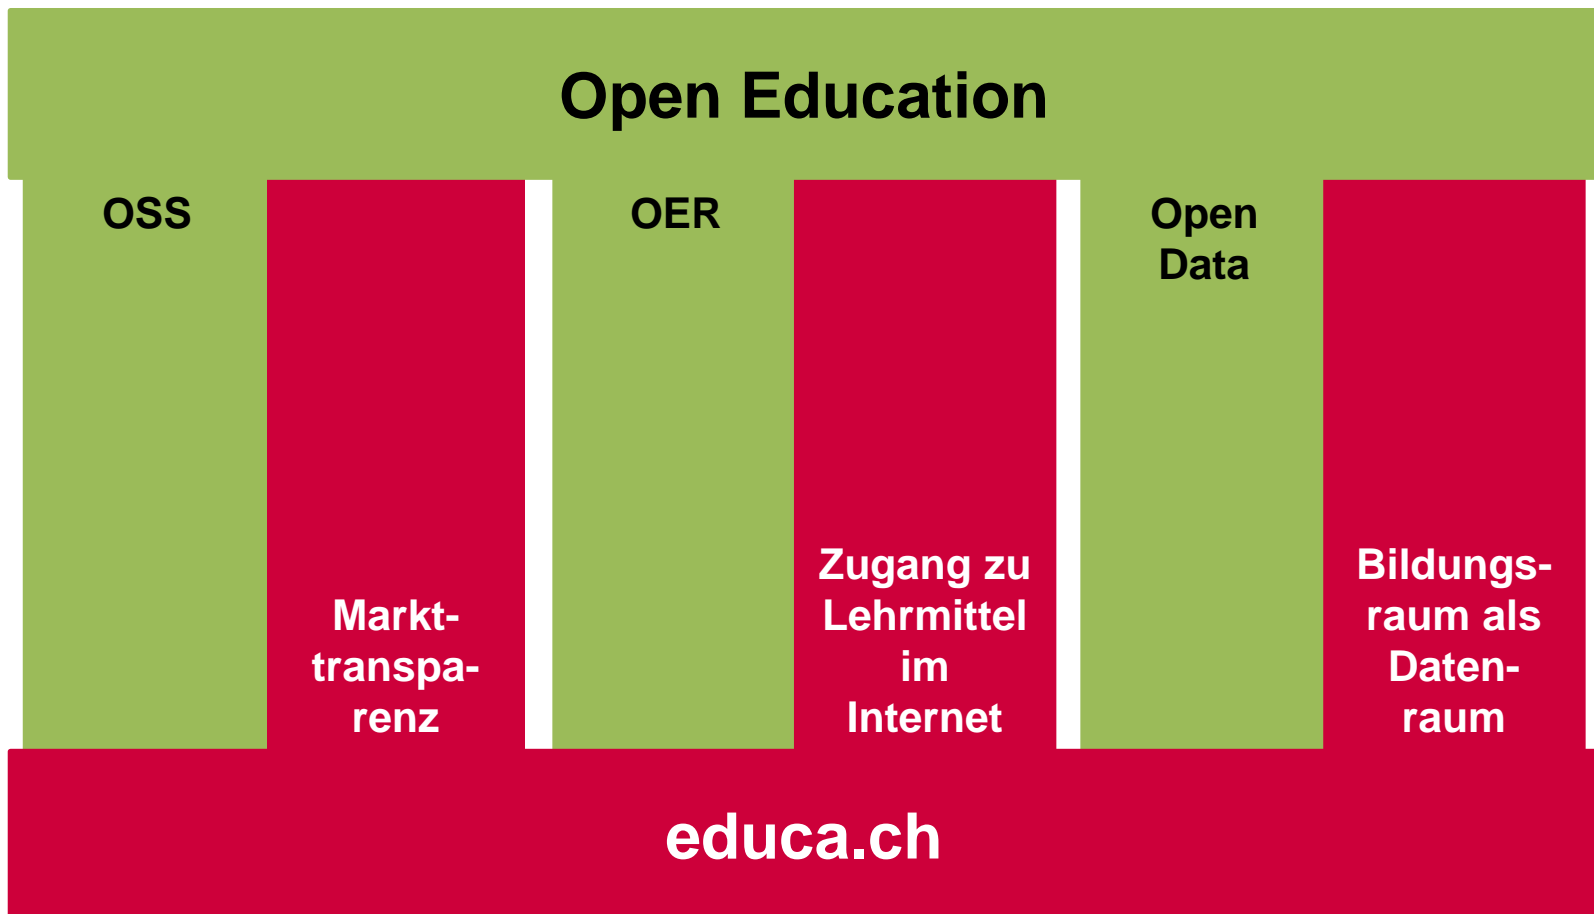 Open Education
OSS
OER
Open
Data
Markt-
transpa-
renz
Zugang zu
Lehrmittel
im
Internet
Bildungs-
raum als
Daten-
raum
educa.ch